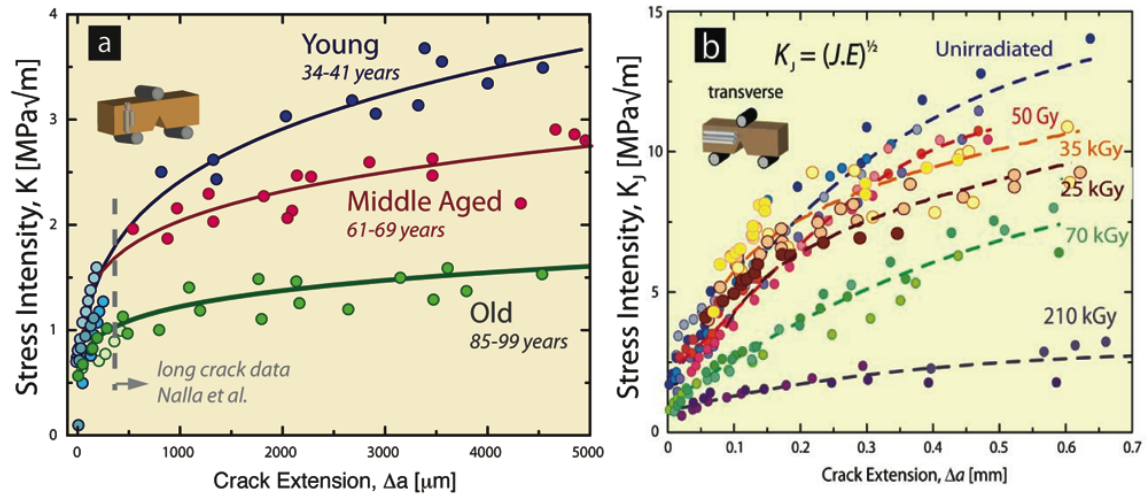 a
Young
34-41 years
Middle Aged
61-69 years
Old
85-99 years
long crack data
Nalla et al.
Stress Intensity, K [MPa√m]
4
3
2
1
0
0
1000
2000
3000
4000
5000
Crack Extension, Δa [μm]
b
K_J = (J.E)^½
Unirradiated
transverse
50 Gy
35 kGy
25 kGy
70 kGy
210 kGy
Stress Intensity, K_J [MPa√m]
15
10
5
0
0
0.1
0.2
0.3
0.4
0.5
0.6
0.7
Crack Extension, Δa [mm]